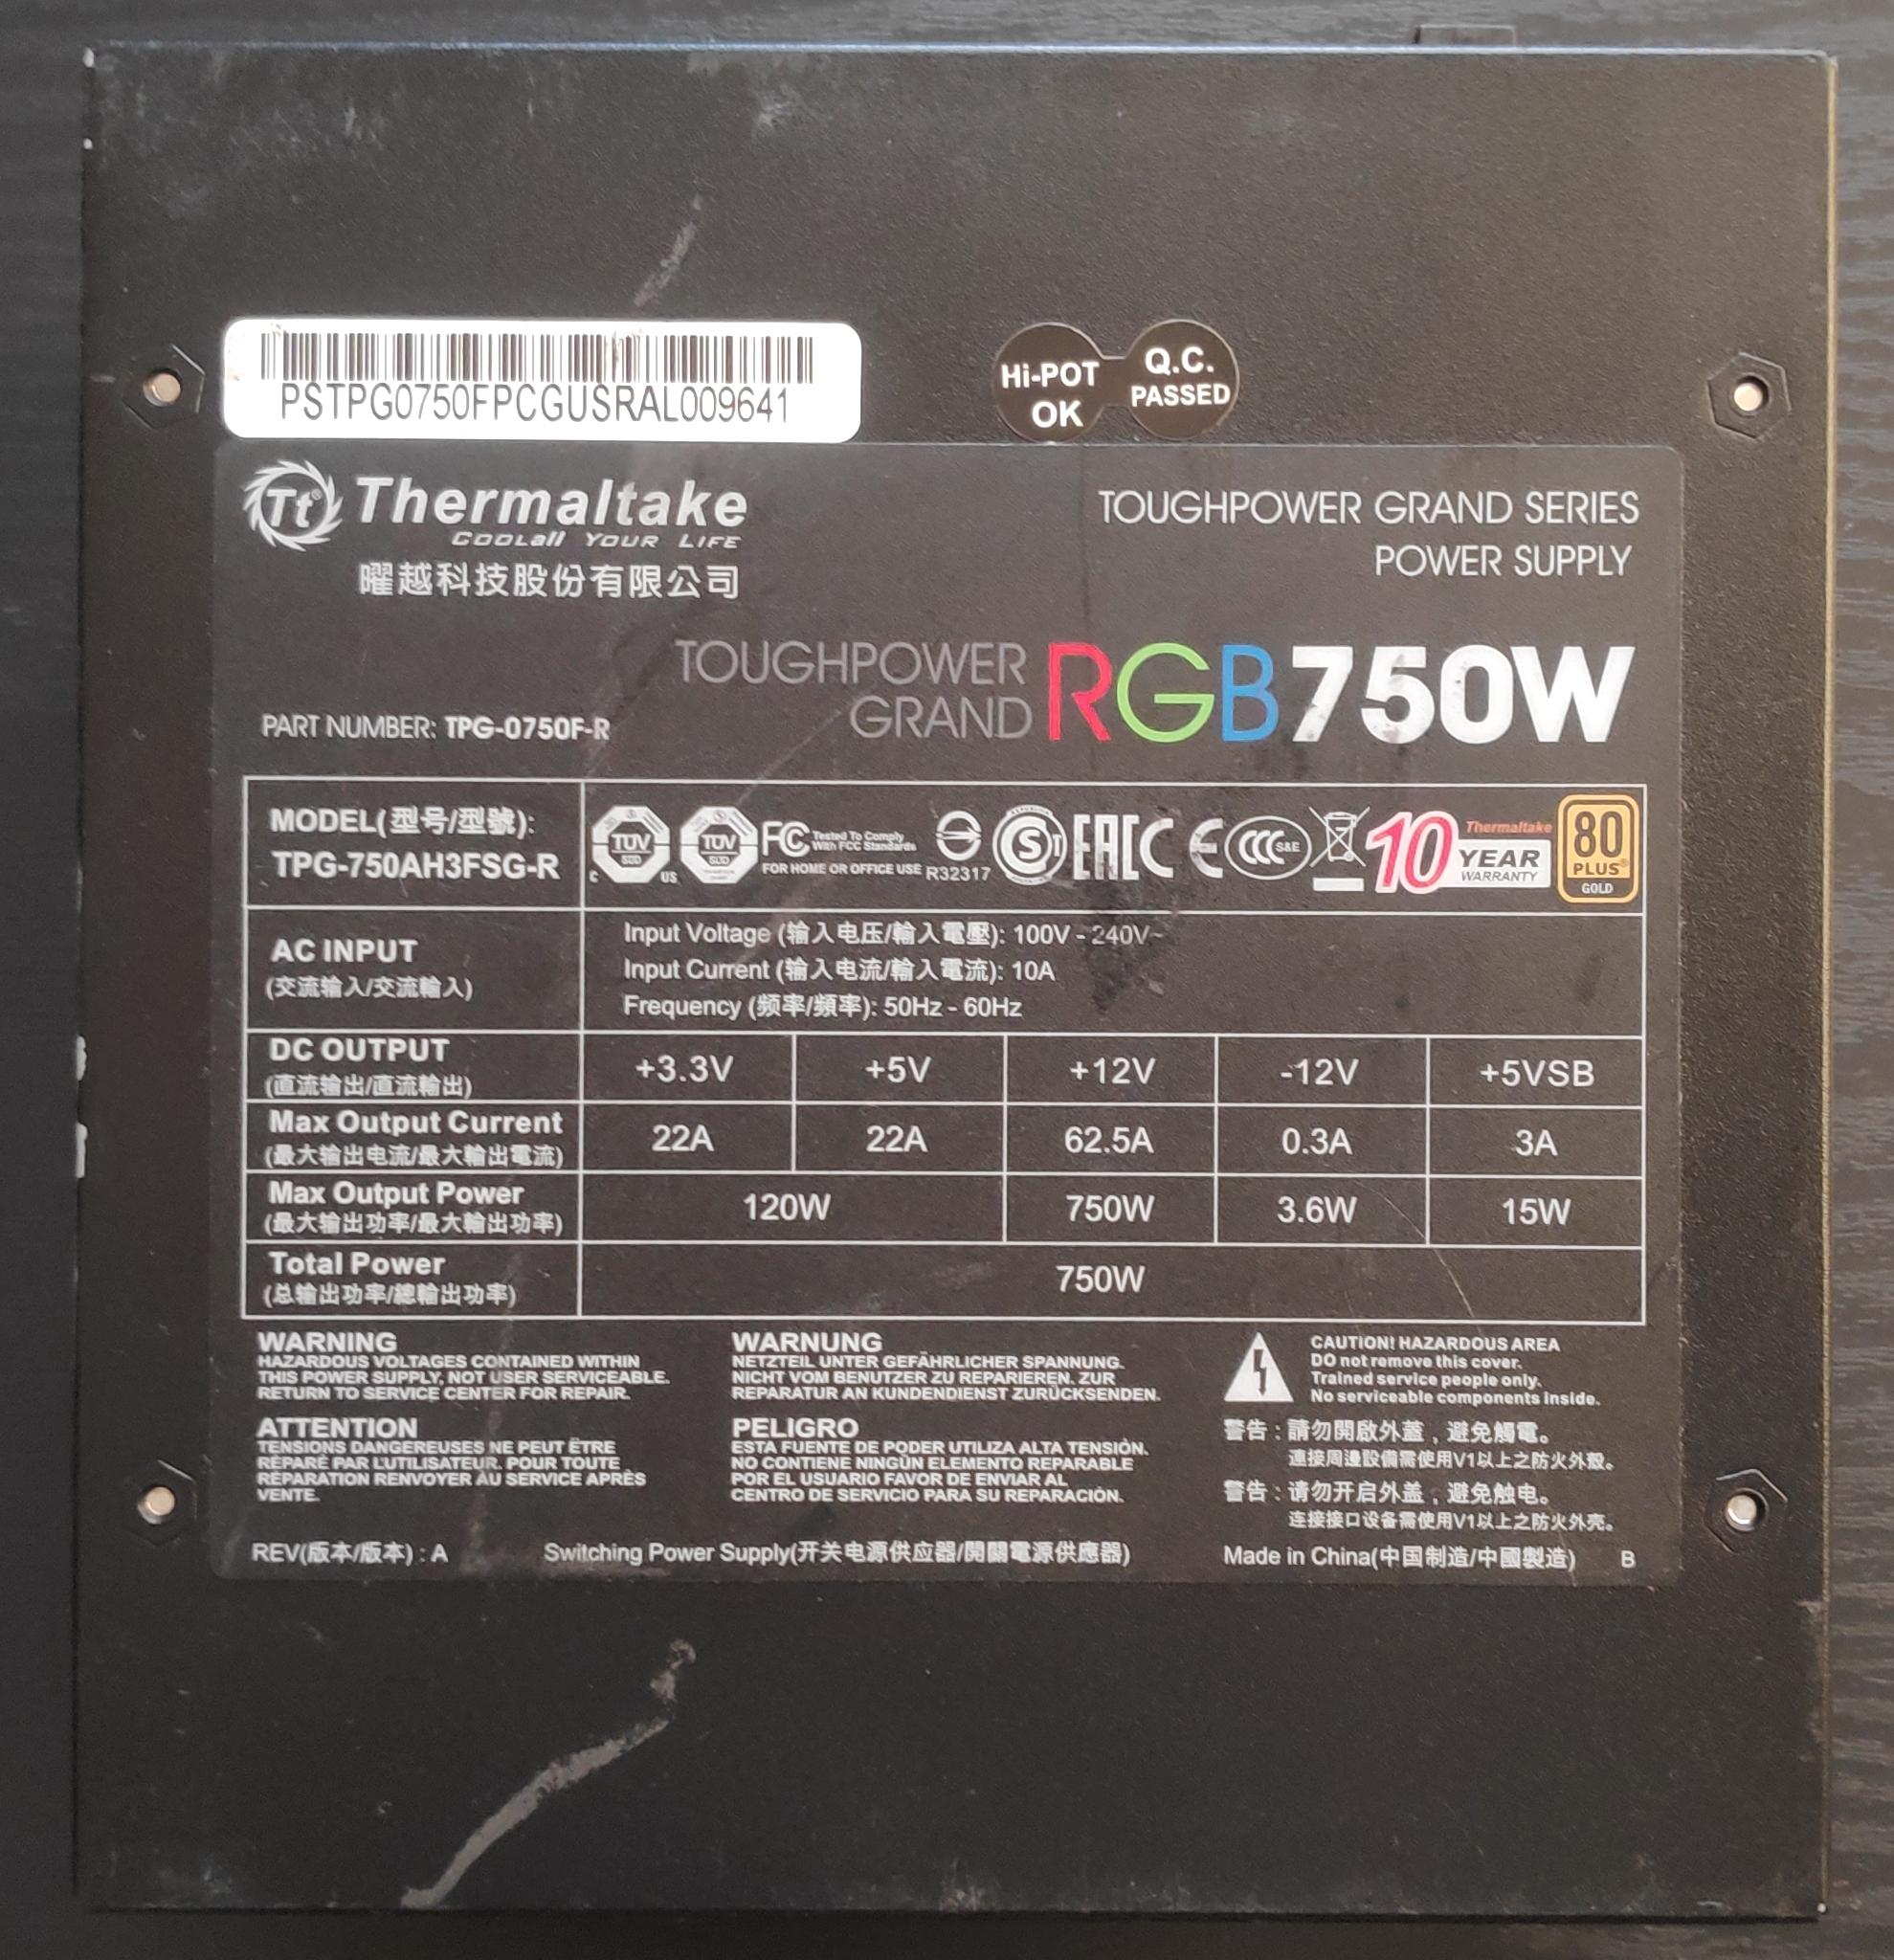 PSTPG0750FPCGUSRAL009641
Hi-POT OK
Q.C. PASSED
Tt® Thermaltake
COOLall YOUR LIFE
曜越科技股份有限公司
TOUGHPOWER GRAND SERIES
POWER SUPPLY
TOUGHPOWER
GRAND
RGB 750W
PART NUMBER: TPG-0750F-R
MODEL(型号/型號):
TPG-750AH3FSG-R
TÜV SÜD
C US
TÜV SÜD
FC Tested To Comply
With FCC Standards
FOR HOME OR OFFICE USE
R32317
S
EAC
CE
CCC S&E
10 Thermaltake
YEAR
WARRANTY
80
PLUS®
GOLD
AC INPUT
(交流输入/交流輸入)
Input Voltage (输入电压/輸入電壓): 100V - 240V~
Input Current (输入电流/輸入電流): 10A
Frequency (频率/頻率): 50Hz - 60Hz
DC OUTPUT
(直流输出/直流輸出)
+3.3V +5V +12V -12V +5VSB
Max Output Current
(最大输出电流/最大輸出電流)
22A 22A 62.5A 0.3A 3A
Max Output Power
(最大输出功率/最大輸出功率)
120W 750W 3.6W 15W
Total Power
(总输出功率/總輸出功率)
750W
WARNING
HAZARDOUS VOLTAGES CONTAINED WITHIN
THIS POWER SUPPLY, NOT USER SERVICEABLE.
RETURN TO SERVICE CENTER FOR REPAIR.
WARNUNG
NETZTEIL UNTER GEFÄHRLICHER SPANNUNG.
NICHT VOM BENUTZER ZU REPARIEREN. ZUR
REPARATUR AN KUNDENDIENST ZURÜCKSENDEN.
CAUTION! HAZARDOUS AREA
DO not remove this cover.
Trained service people only.
No serviceable components inside.
ATTENTION
TENSIONS DANGEREUSES NE PEUT ËTRE
RÉPARÉ PAR L'UTILISATEUR. POUR TOUTE
RÉPARATION RENVOYER AU SERVICE APRÈS
VENTE.
PELIGRO
ESTA FUENTE DE PODER UTILIZA ALTA TENSIÓN.
NO CONTIENE NINGÚN ELEMENTO REPARABLE
POR EL USUARIO FAVOR DE ENVIAR AL
CENTRO DE SERVICIO PARA SU REPARACIÓN.
警告：請勿開啟外蓋，避免觸電。
連接周邊設備需使用V1以上之防火外殼。
警告：请勿开启外盖，避免触电。
连接接口设备需使用V1以上之防火外壳。
REV(版本/版本) : A
Switching Power Supply(开关电源供应器/開關電源供應器)
Made in China(中国制造/中國製造)
B